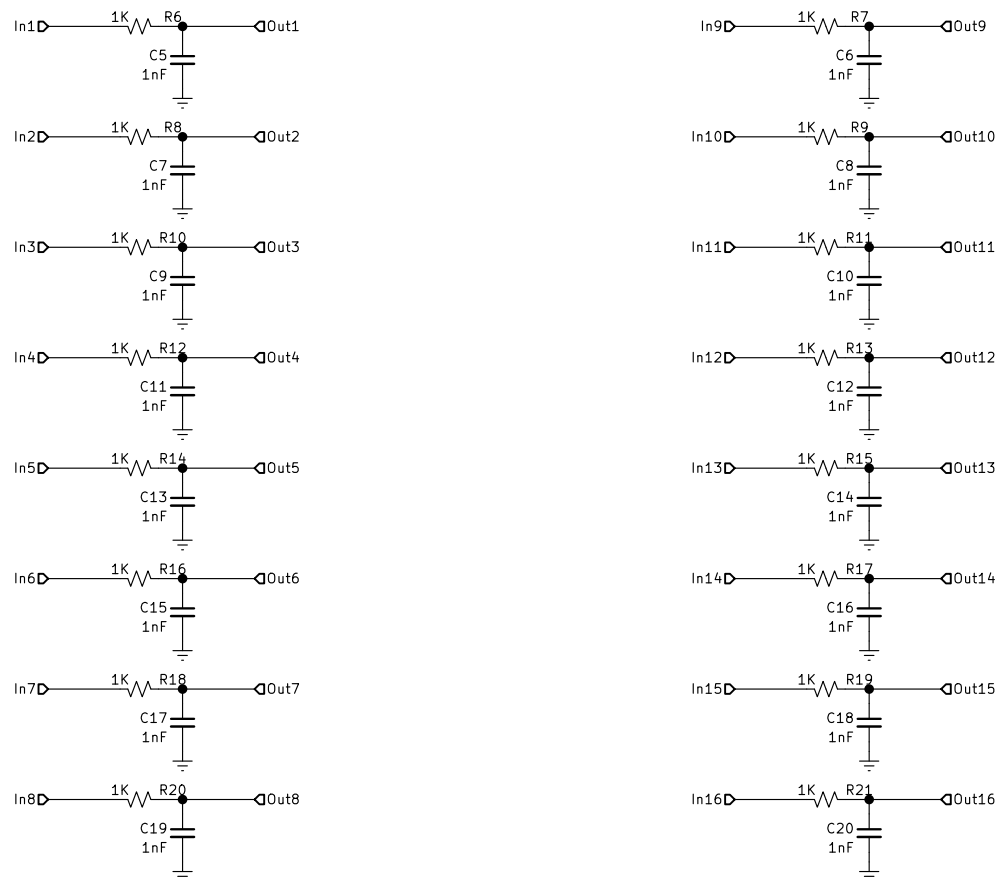 In1 1K R6 Out1 In9 1K R7 Out9
C5 C6
1nF 1nF
In2 1K R8 Out2 In10 1K R9 Out10
C7 C8
1nF 1nF
In3 1K R10 Out3 In11 1K R11 Out11
C9 C10
1nF 1nF
In4 1K R12 Out4 In12 1K R13 Out12
C11 C12
1nF 1nF
In5 1K R14 Out5 In13 1K R15 Out13
C13 C14
1nF 1nF
In6 1K R16 Out6 In14 1K R17 Out14
C15 C16
1nF 1nF
In7 1K R18 Out7 In15 1K R19 Out15
C17 C18
1nF 1nF
In8 1K R20 Out8 In16 1K R21 Out16
C19 C20
1nF 1nF